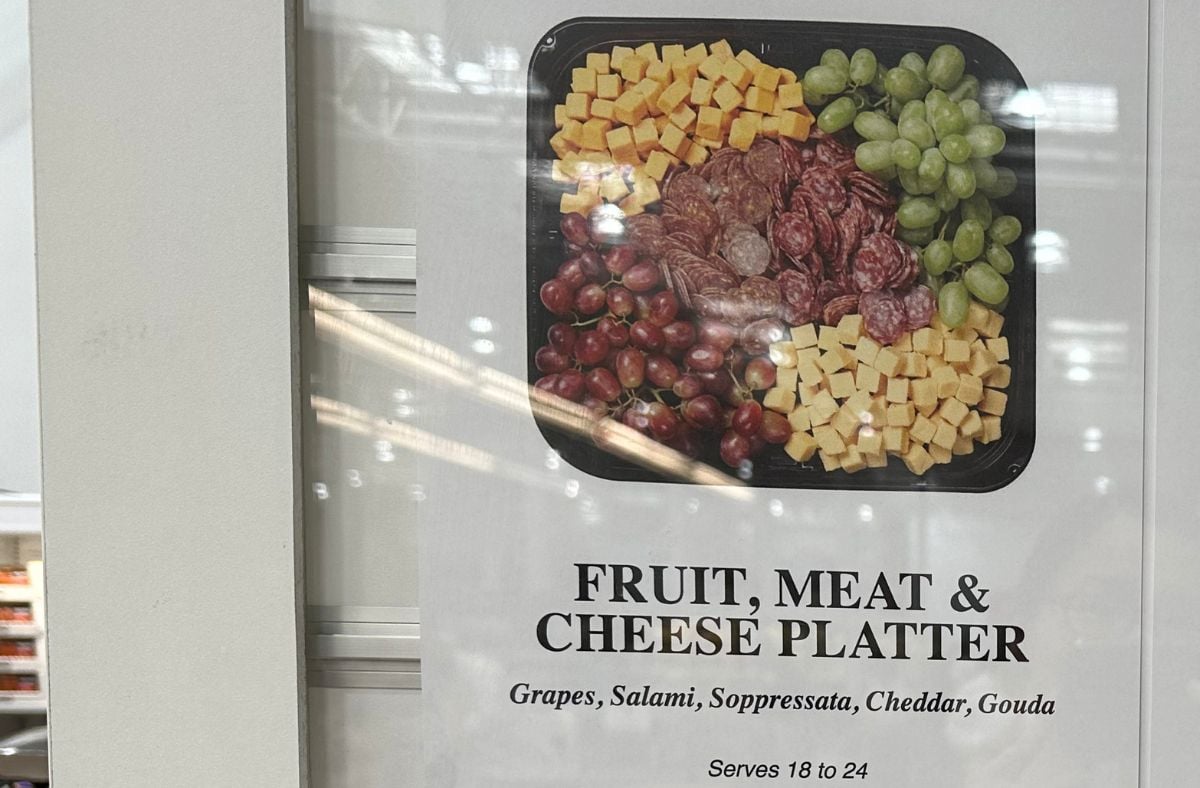 FRUIT, MEAT &
CHEESE PLATTER
Grapes, Salami, Soppressata, Cheddar, Gouda
Serves 18 to 24